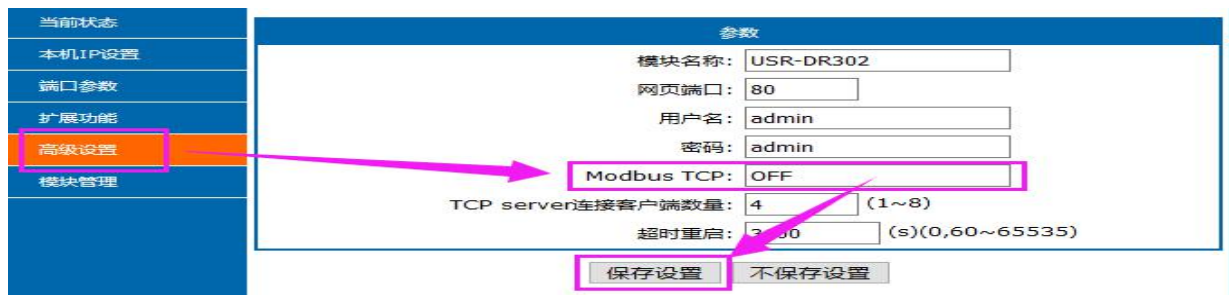 当前状态
本机IP设置
端口参数
扩展功能
高级设置
模块管理
参数
模块名称: USR-DR302
网页端口: 80
用户名: admin
密码: admin
Modbus TCP: OFF
TCP server连接客户端数量: 4 (1~8)
超时重启: (s)(0,60~65535)
保存设置 不保存设置